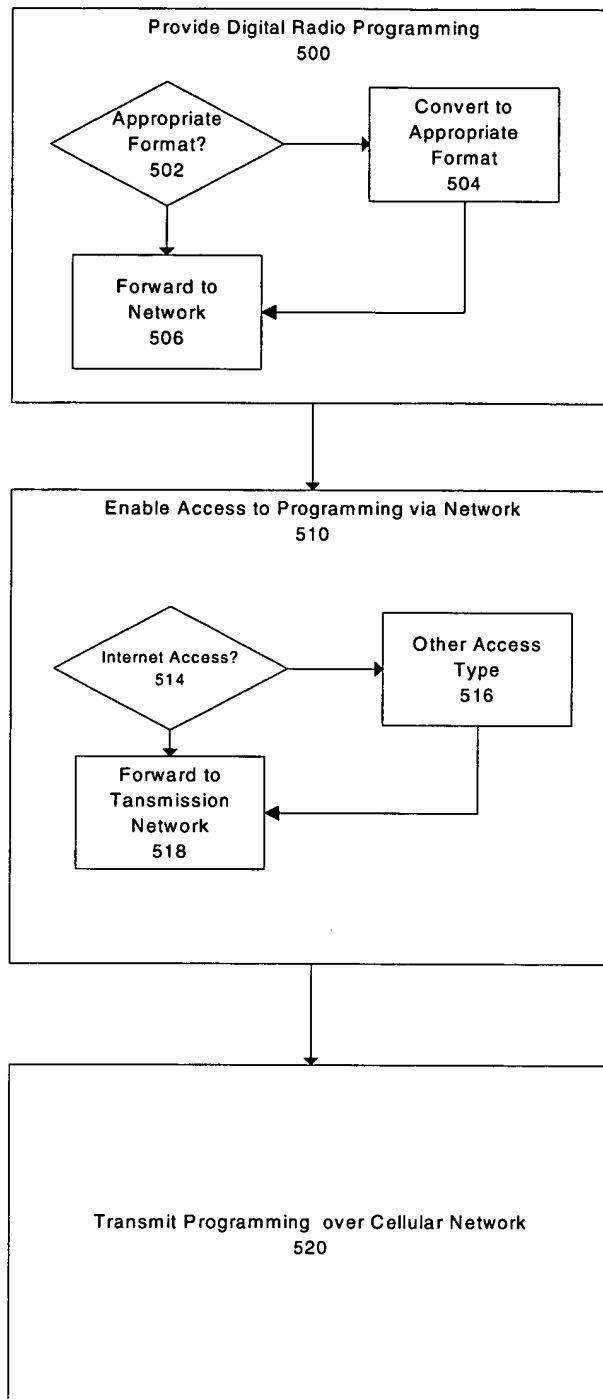 Provide Digital Radio Programming
500
Appropriate
Format?
502
Convert to
Appropriate
Format
504
Forward to
Network
506
Enable Access to Programming via Network
510
Internet Access?
514
Other Access
Type
516
Forward to
Tansmission
Network
518
Transmit Programming over Cellular Network
520